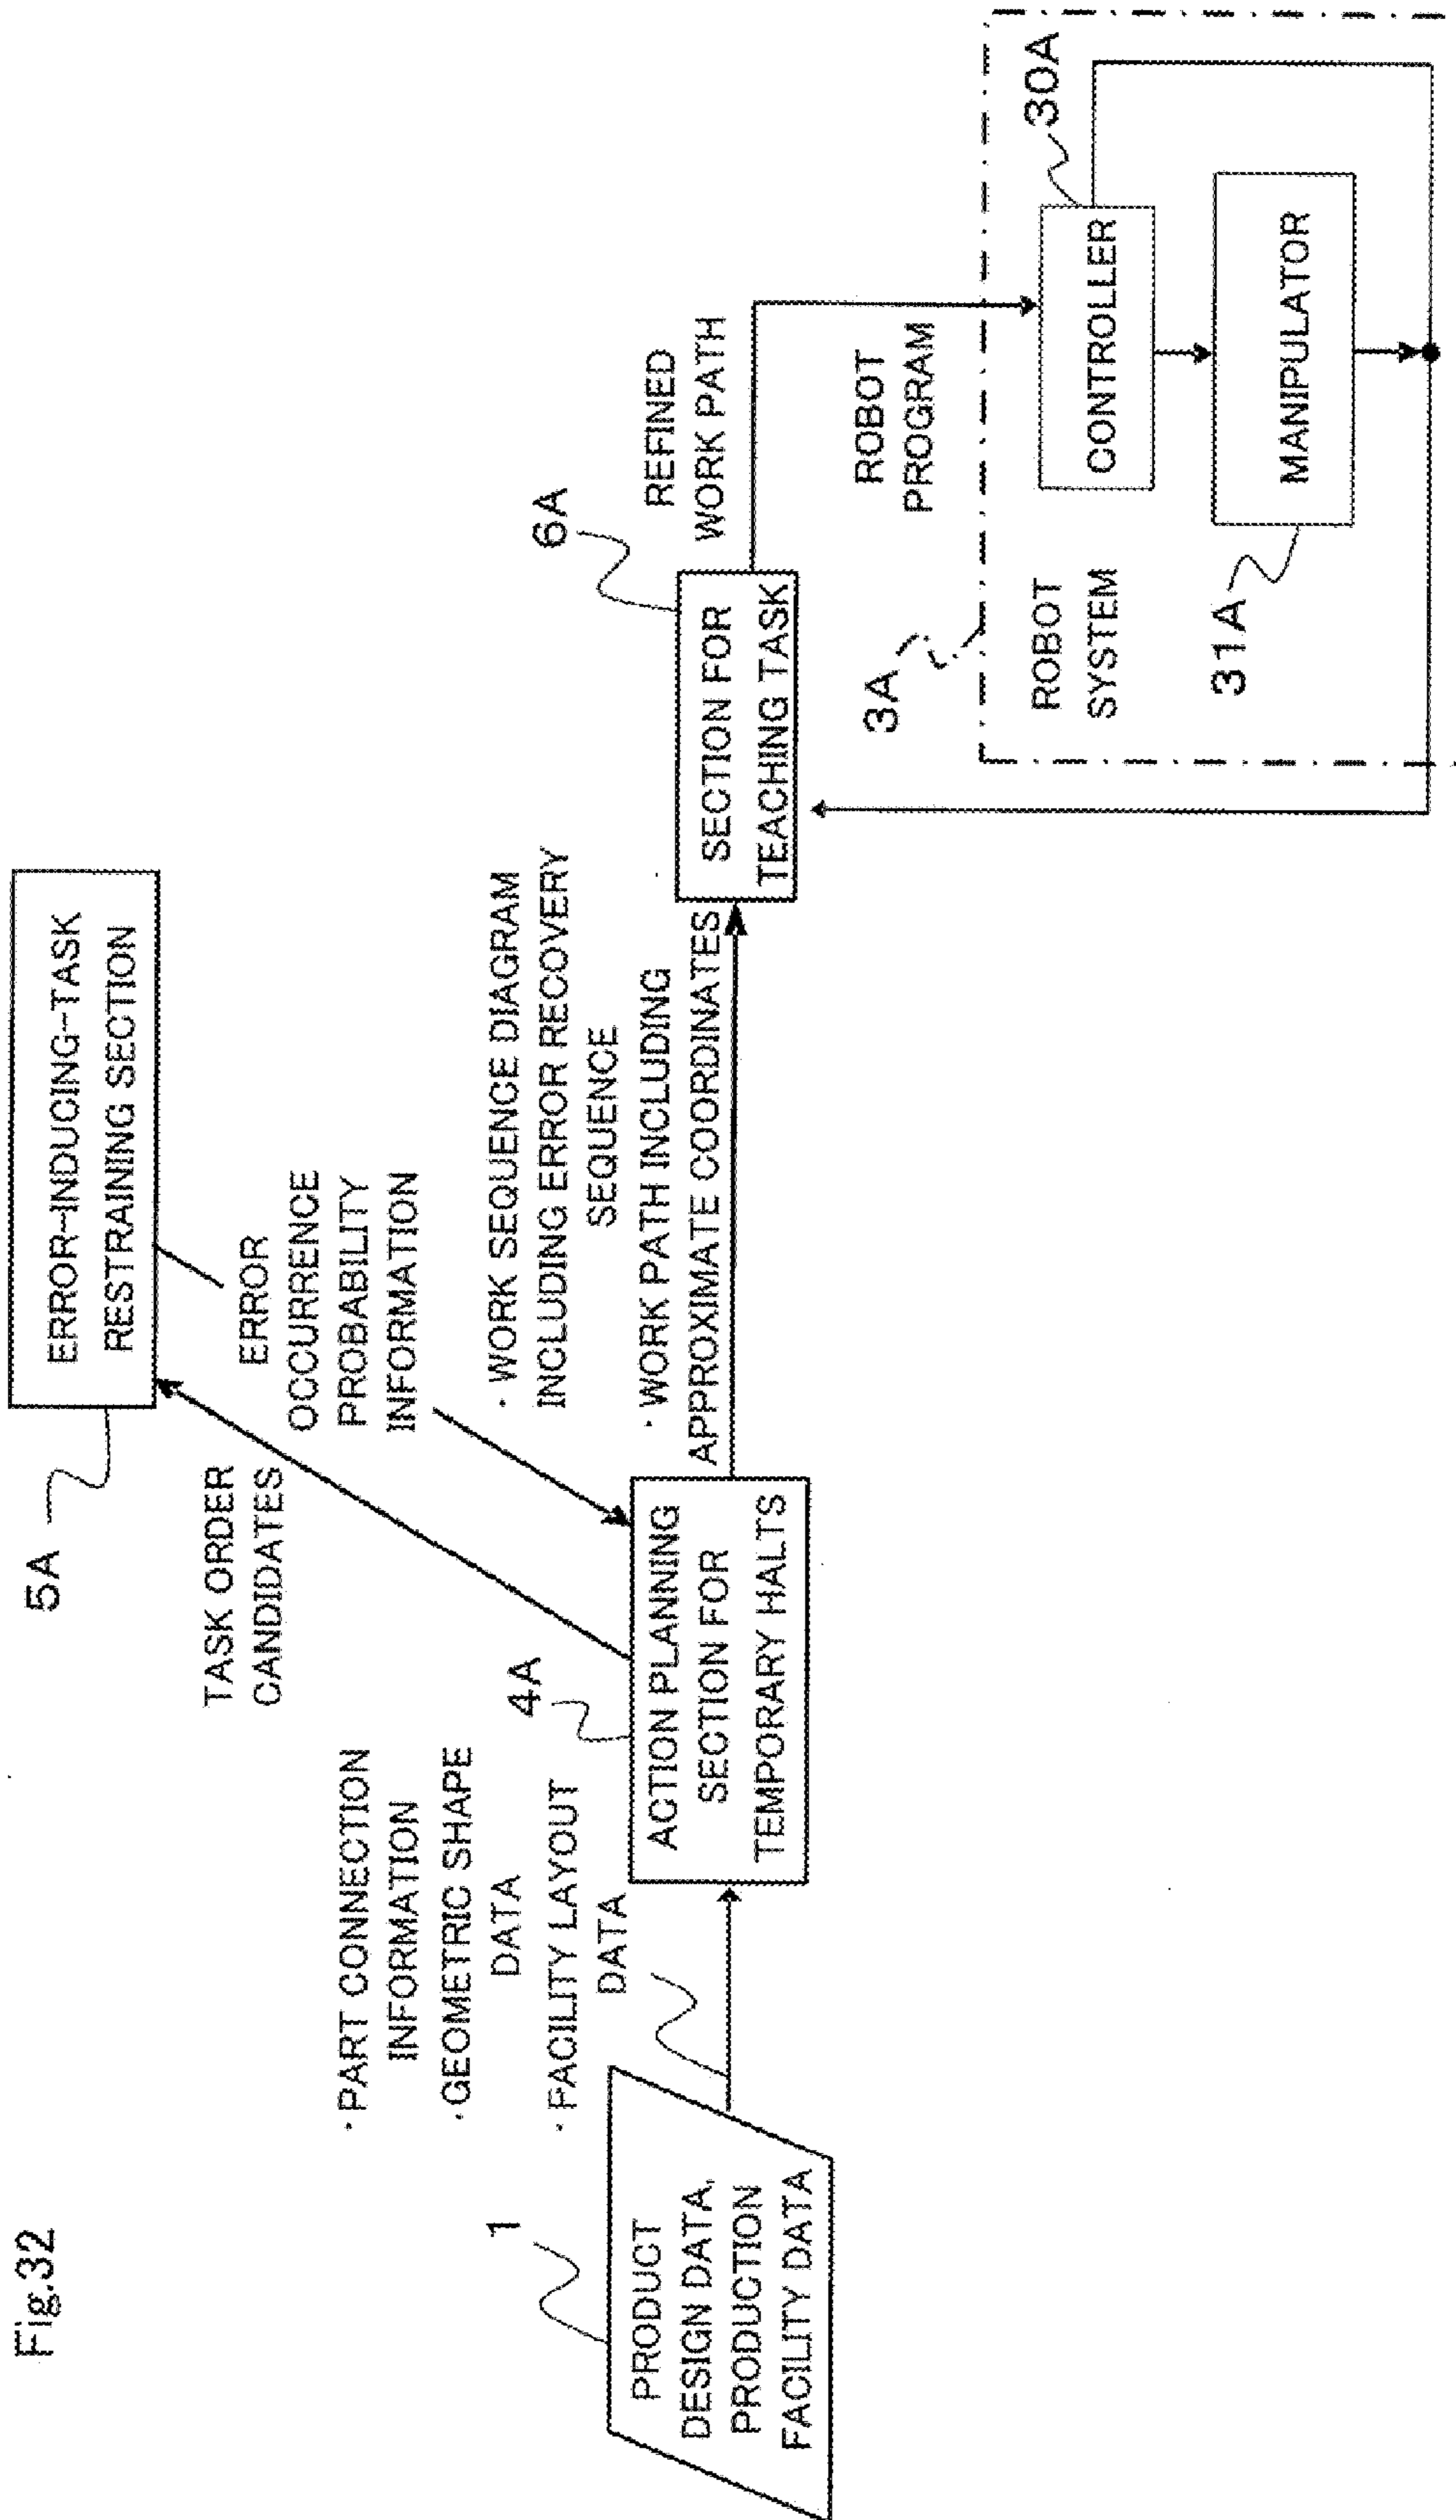 Fig.32
1
PRODUCT
DESIGN DATA,
PRODUCTION
FACILITY DATA
·PART CONNECTION
INFORMATION
·GEOMETRIC SHAPE
DATA
·FACILITY LAYOUT
DATA
4A
ACTION PLANNING
SECTION FOR
TEMPORARY HALTS
TASK ORDER
CANDIDATES
5A
ERROR-INDUCING-TASK
RESTRAINING SECTION
ERROR
OCCURRENCE
PROBABILITY
INFORMATION
·WORK SEQUENCE DIAGRAM
INCLUDING ERROR RECOVERY
SEQUENCE
·WORK PATH INCLUDING
APPROXIMATE COORDINATES
6A
SECTION FOR
TEACHING TASK
REFINED
WORK PATH
ROBOT
PROGRAM
3A
ROBOT
SYSTEM
30A
CONTROLLER
31A
MANIPULATOR